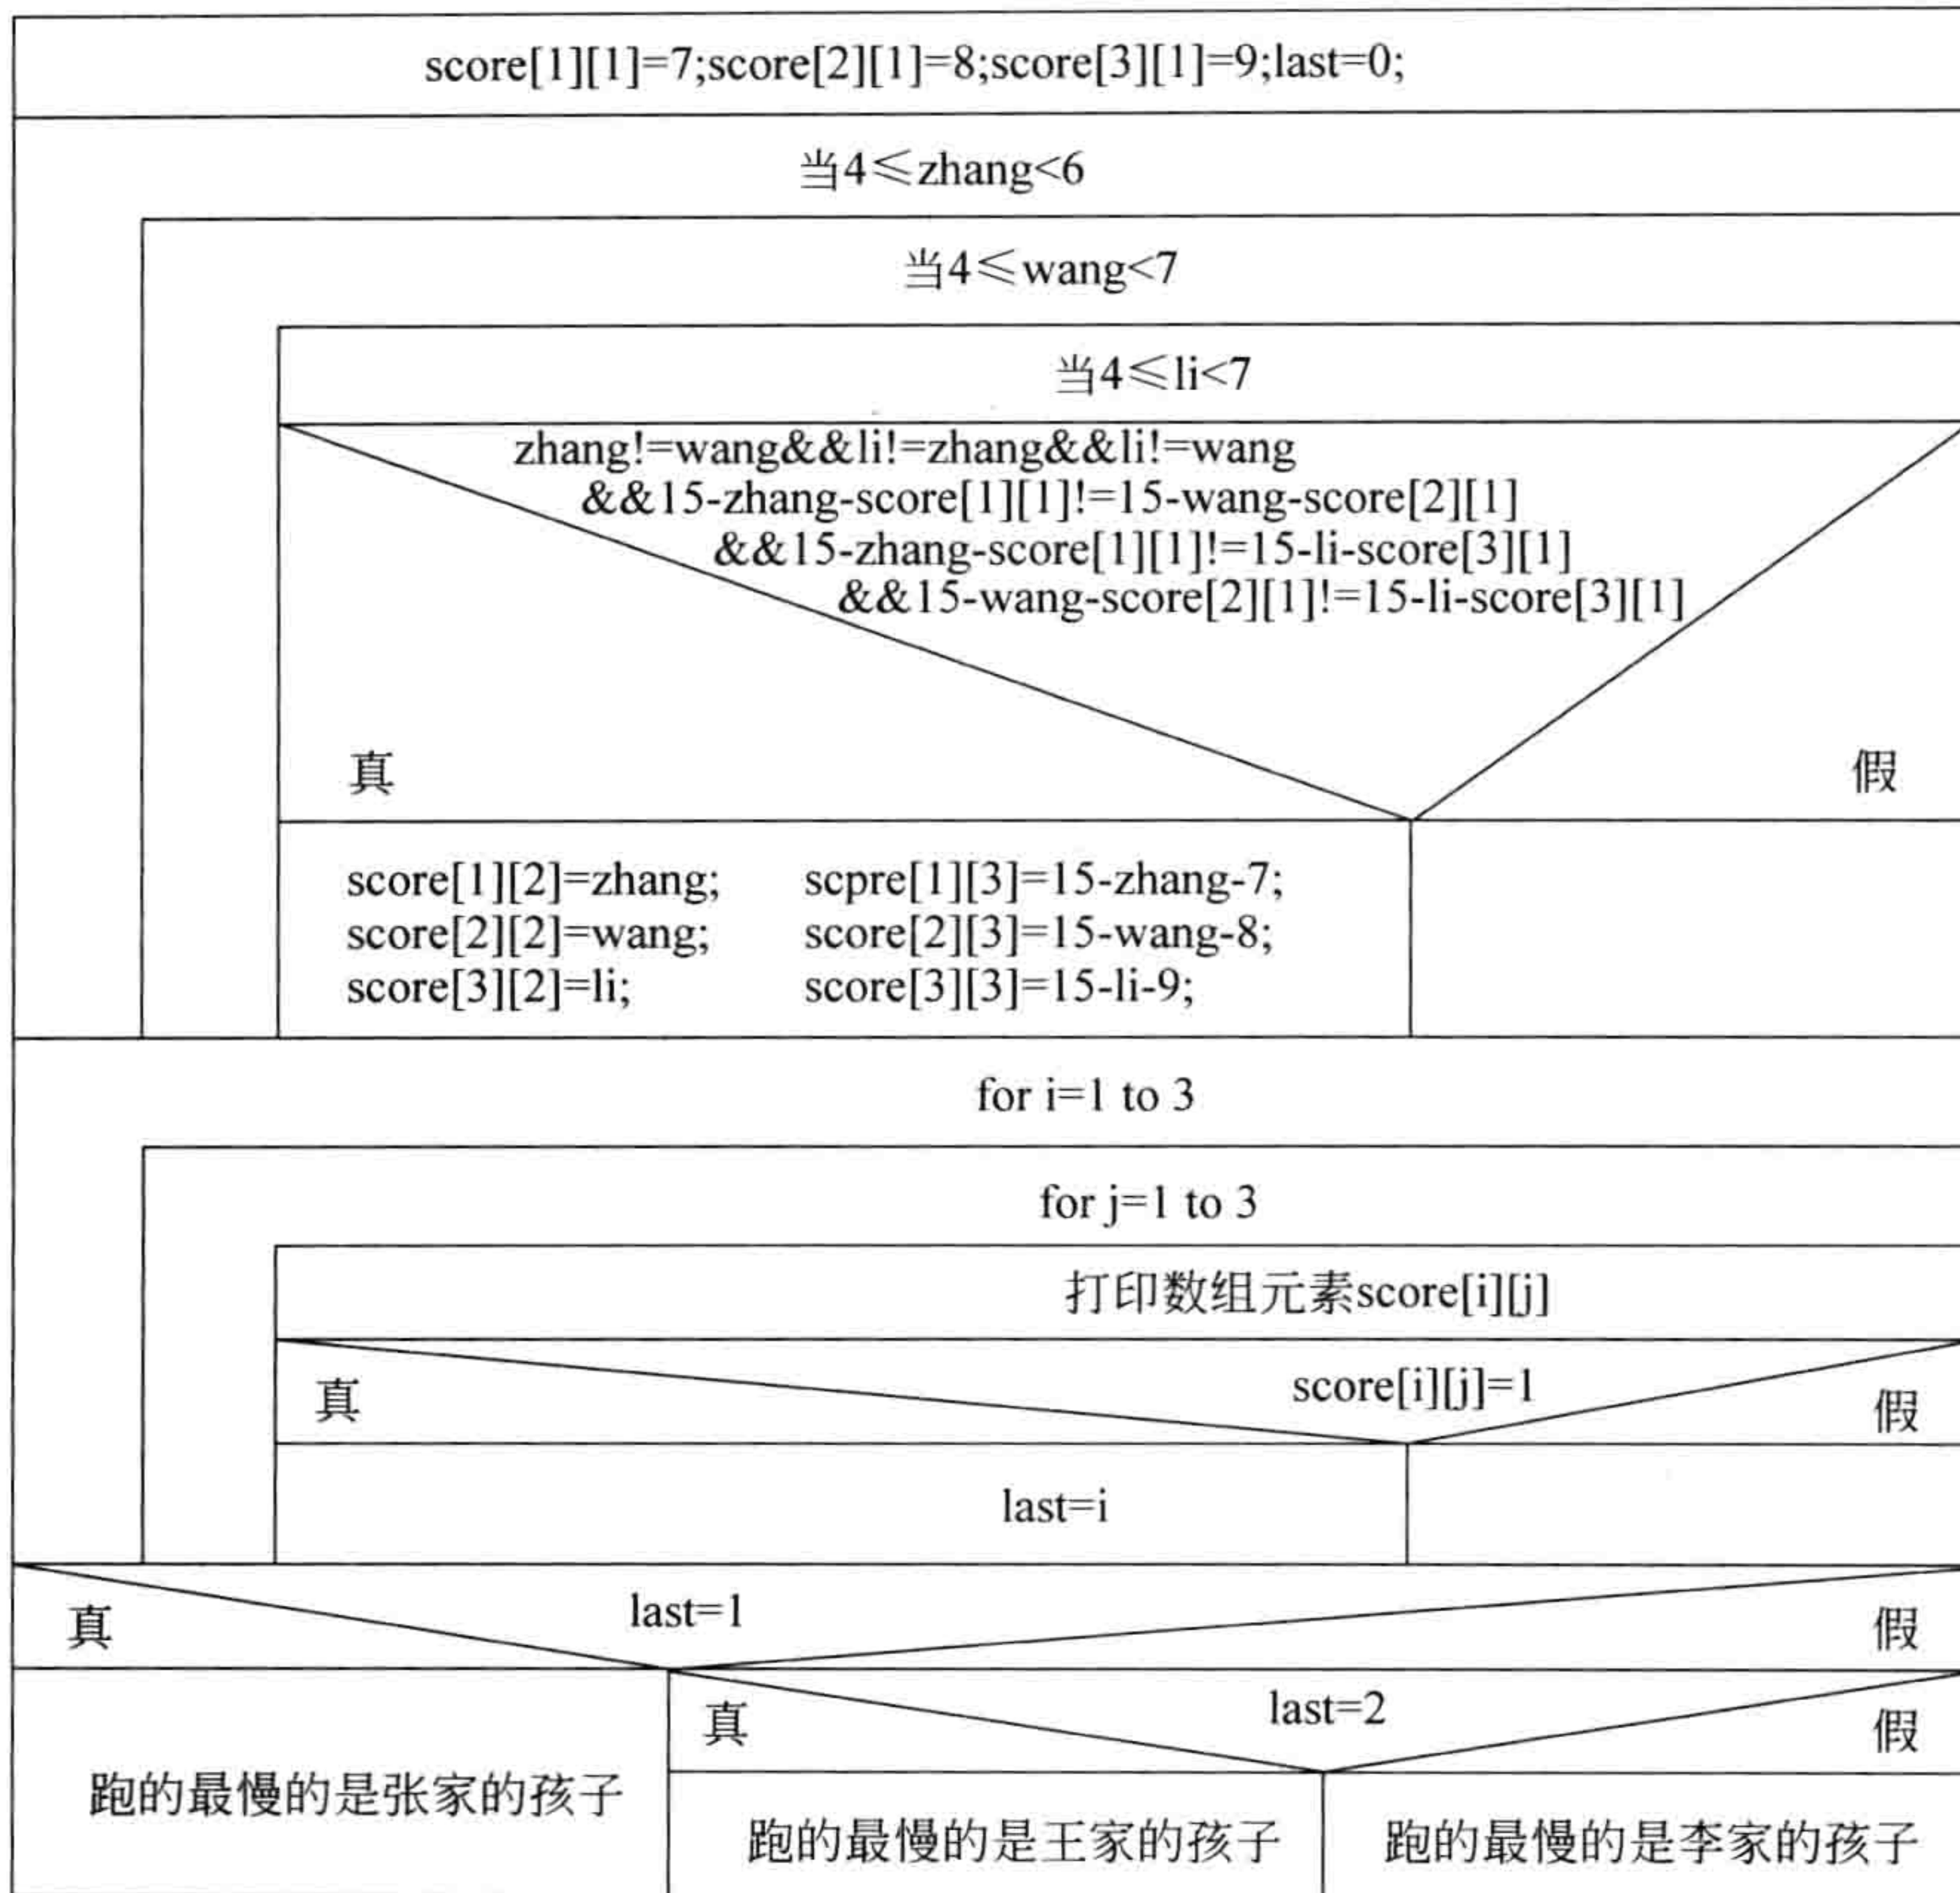 score[1][1]=7;score[2][1]=8;score[3][1]=9;last=0;
当4≤zhang<6
当4≤wang<7
当4≤li<7
zhang!=wang&&li!=zhang&&li!=wang
&&15-zhang-score[1][1]!=15-wang-score[2][1]
&&15-zhang-score[1][1]!=15-li-score[3][1]
&&15-wang-score[2][1]!=15-li-score[3][1]
真 假
score[1][2]=zhang; scpre[1][3]=15-zhang-7;
score[2][2]=wang; score[2][3]=15-wang-8;
score[3][2]=li; score[3][3]=15-li-9;
for i=1 to 3
for j=1 to 3
打印数组元素score[i][j]
score[i][j]=1
真 假
last=i
last=1
真 假
last=2
真 假
跑的最慢的是张家的孩子
跑的最慢的是王家的孩子 跑的最慢的是李家的孩子